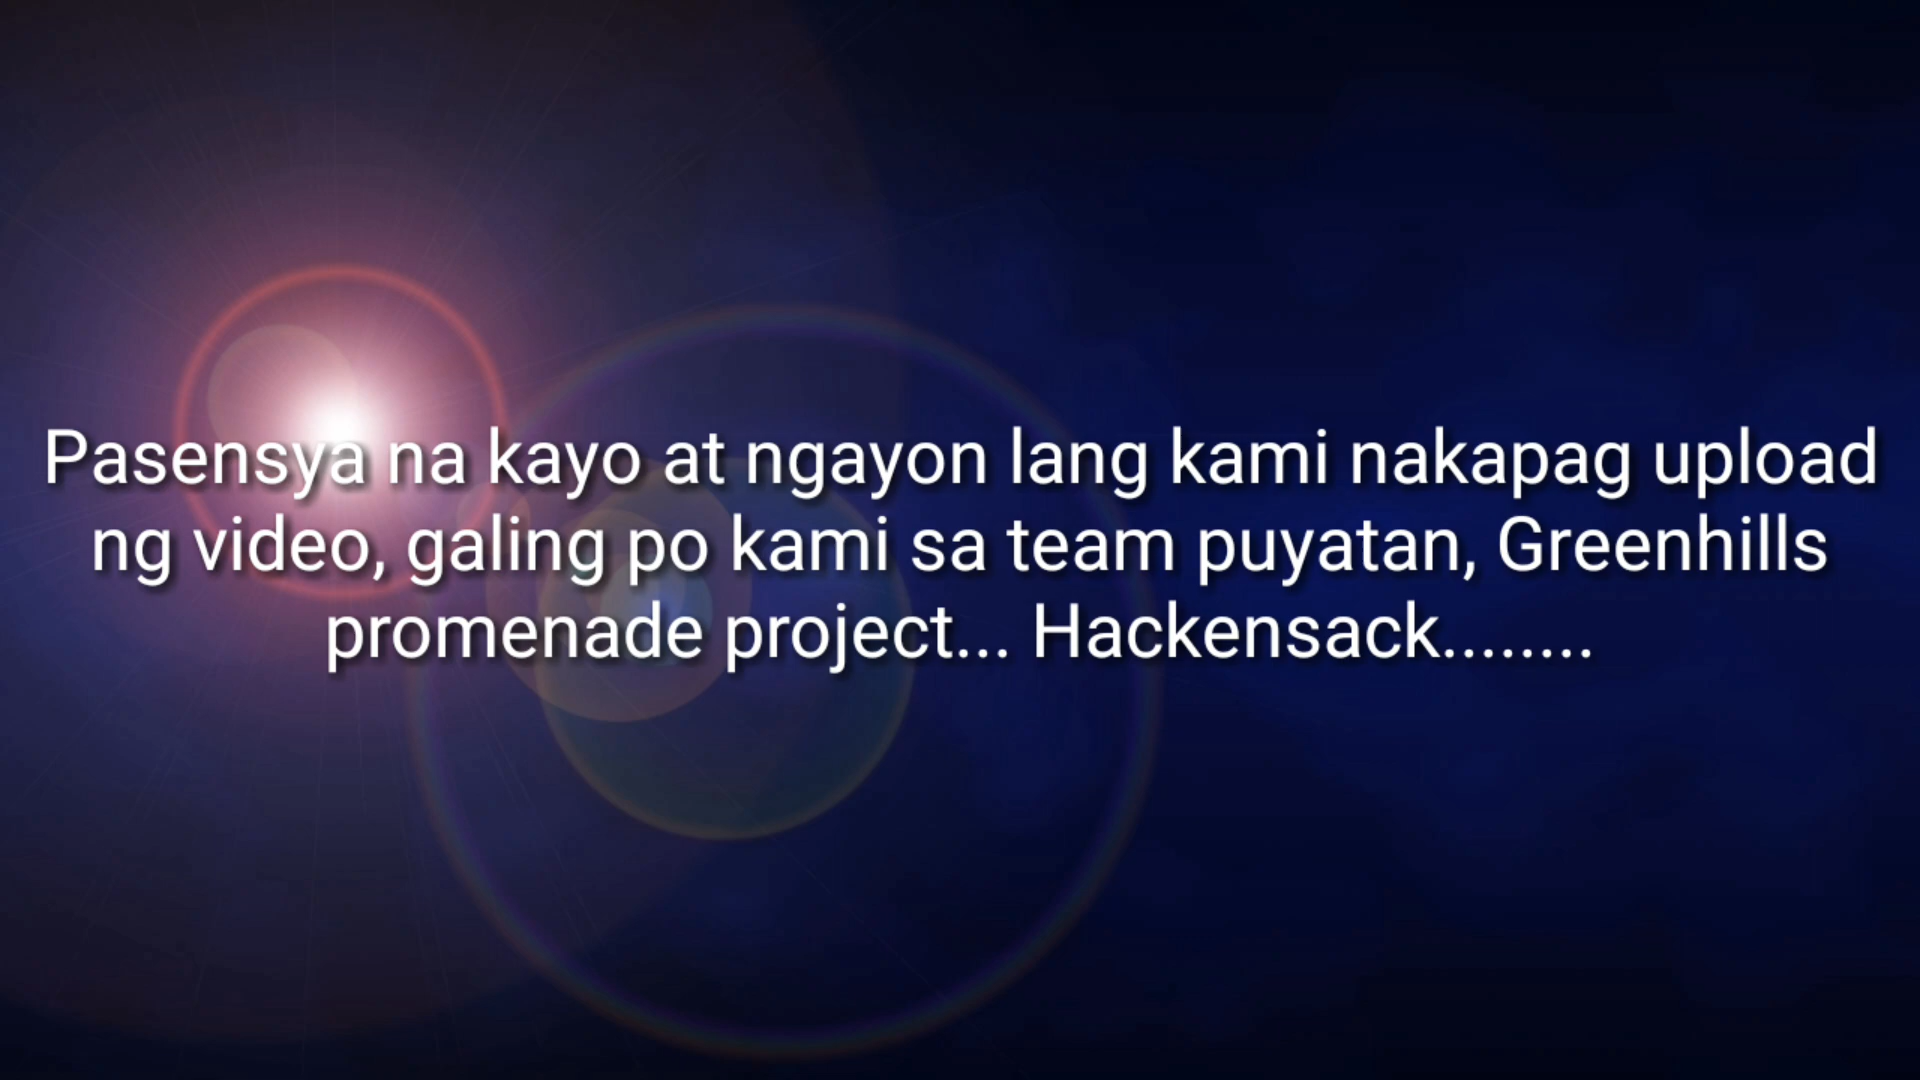 Pasensya na kayo at ngayon lang kami nakapag upload
ng video, galing po kami sa team puyatan, Greenhills
promenade project... Hackensack........